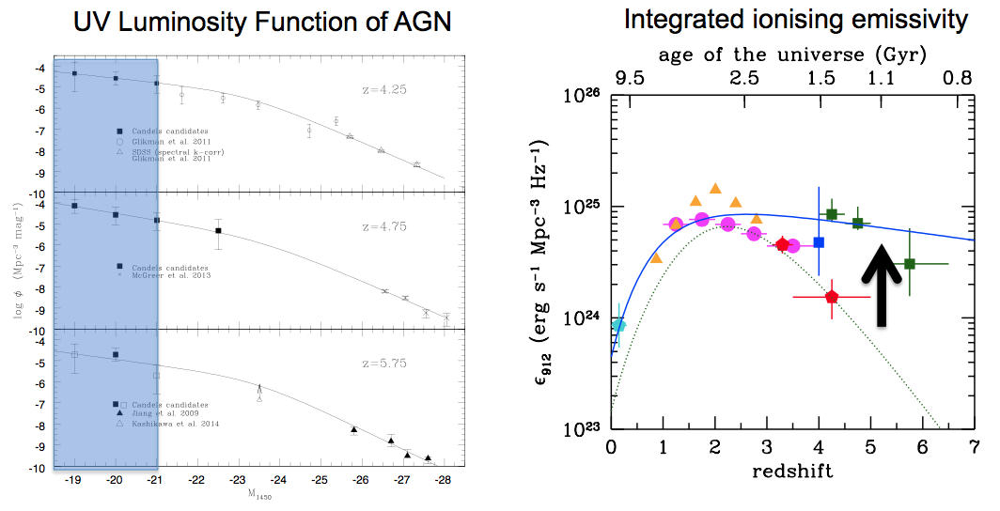 UV Luminosity Function of AGN
-4
-5
-6
-7
-8
-9
-10
z=4.25
Candels candidates
Glikman et al. 2011
SDSS (spectral k-corr)
Glikman et al. 2011
-4
-5
-6
-7
-8
-9
-10
z=4.75
Candels candidates
McGreer et al. 2013
-5
-6
-7
-8
-9
-10
z=5.75
Candels candidates
Jiang et al. 2009
Kashikawa et al. 2014
log ϕ (Mpc⁻³ mag⁻¹)
-19 -20 -21 -22 -23 -24 -25 -26 -27 -28
M₁₄₅₀
Integrated ionising emissivity
age of the universe (Gyr)
9.5 2.5 1.5 1.1 0.8
10²⁶
10²⁵
10²⁴
10²³
ϵ₉₁₂ (erg s⁻¹ Mpc⁻³ Hz⁻¹)
0 1 2 3 4 5 6 7
redshift